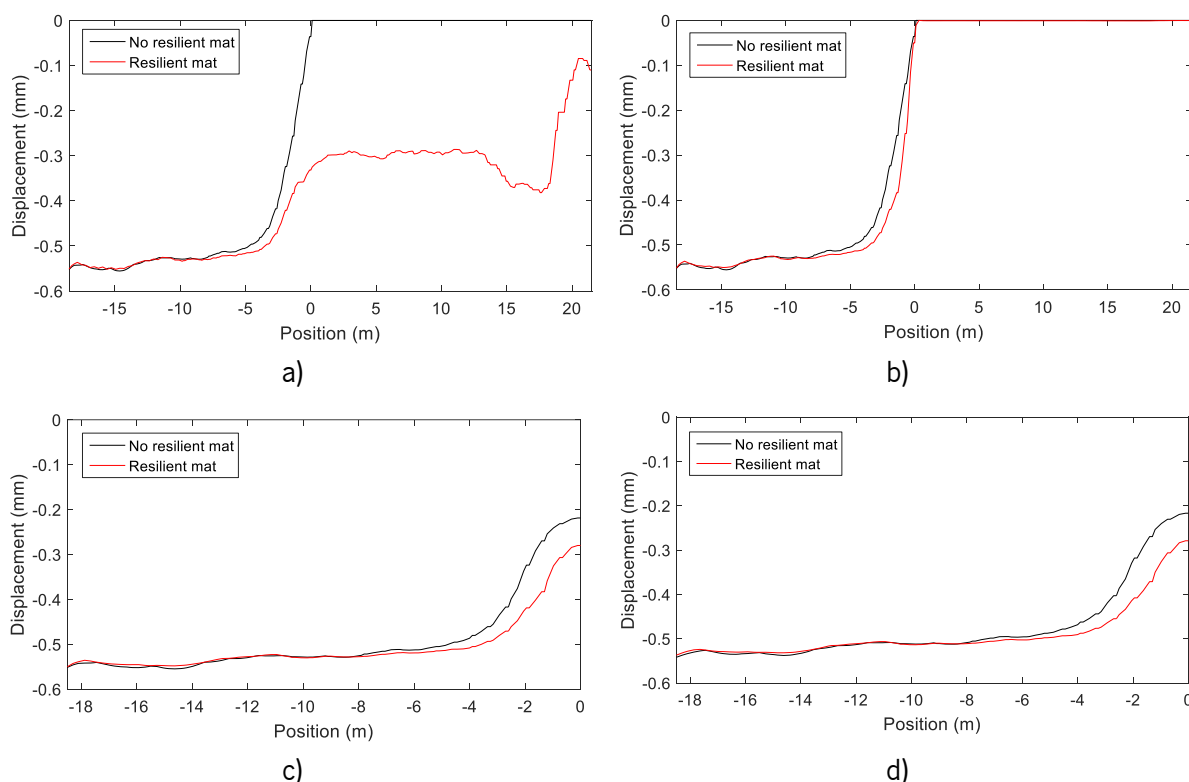 0
-0.1
-0.2
-0.3
-0.4
-0.5
-0.6
Displacement (mm)
No resilient mat
Resilient mat
-15 -10 -5 0 5 10 15 20
Position (m)
a)
0
-0.1
-0.2
-0.3
-0.4
-0.5
-0.6
Displacement (mm)
No resilient mat
Resilient mat
-15 -10 -5 0 5 10 15 20
Position (m)
b)
0
-0.1
-0.2
-0.3
-0.4
-0.5
-0.6
Displacement (mm)
No resilient mat
Resilient mat
-18 -16 -14 -12 -10 -8 -6 -4 -2 0
Position (m)
c)
0
-0.1
-0.2
-0.3
-0.4
-0.5
-0.6
Displacement (mm)
No resilient mat
Resilient mat
-18 -16 -14 -12 -10 -8 -6 -4 -2 0
Position (m)
d)